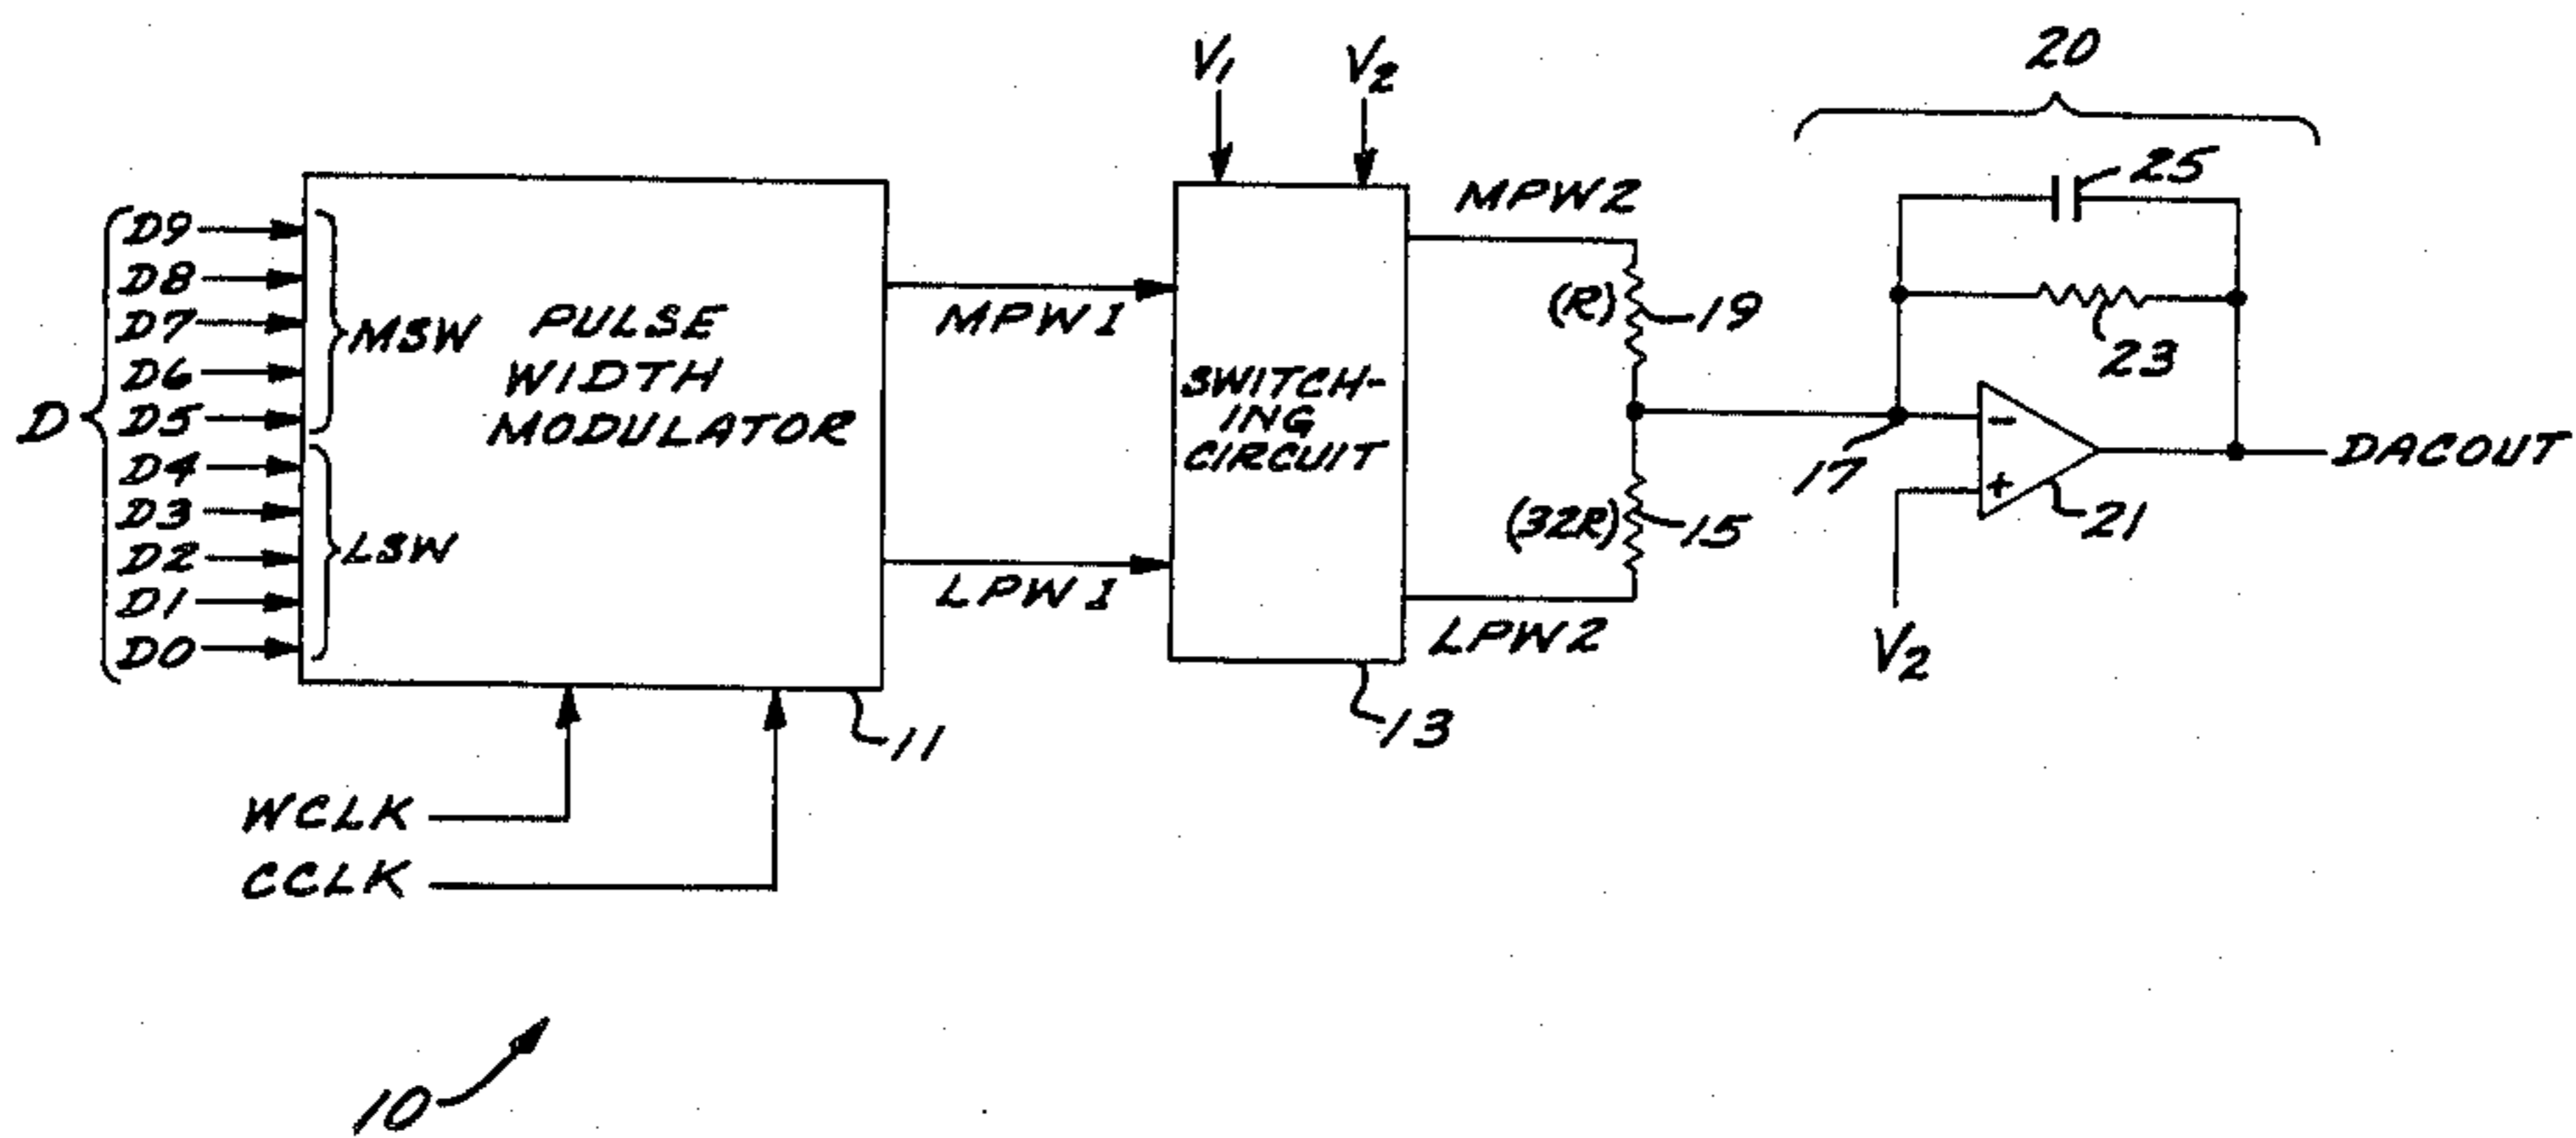 20
V1
V2
25
MPW2
D9
D8
D7
D6
D5
D4
D3
D2
D1
D0
D
MSW
LSW
PULSE
WIDTH
MODULATOR
MPW1
LPW1
SWITCH-
ING
CIRCUIT
(R)
19
23
17
DACOUT
(32R)
15
21
LPW2
V2
13
11
WCLK
CCLK
10